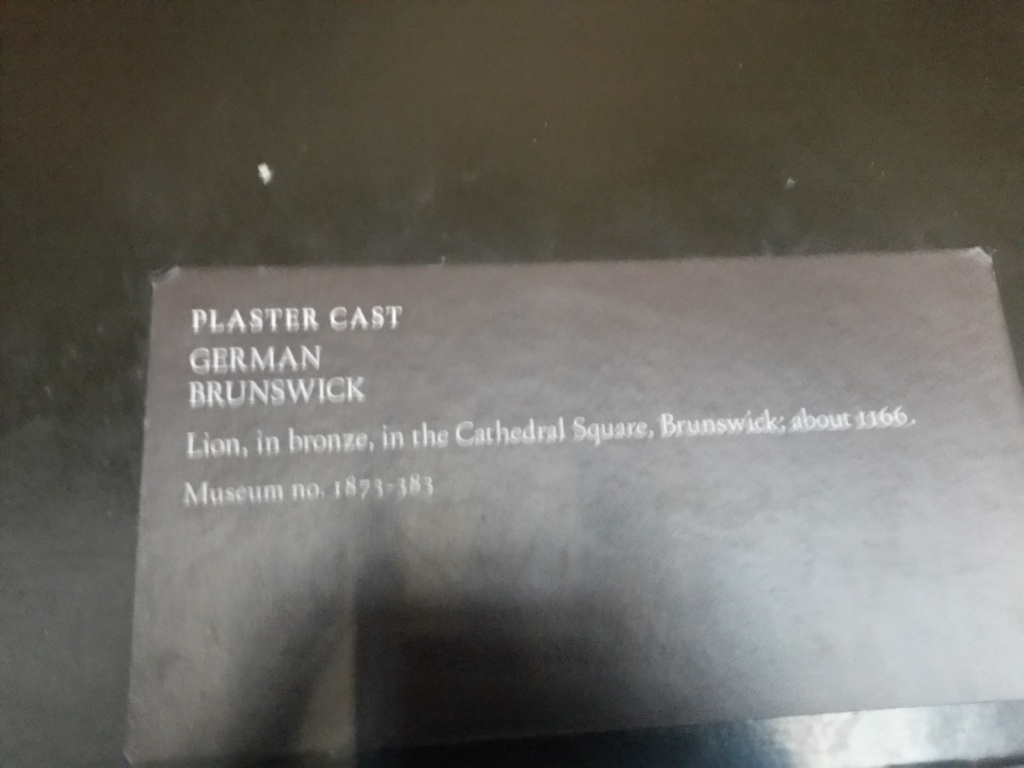 PLASTER CAST
GERMAN
BRUNSWICK
Lion, in bronze, in the Cathedral Square, Brunswick; about 1166.
Museum no. 1873-383